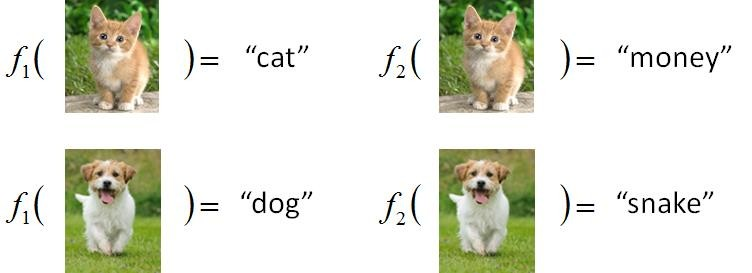 f1( )= “cat” f2( )= “money”
f1( )= “dog” f2( )= “snake”